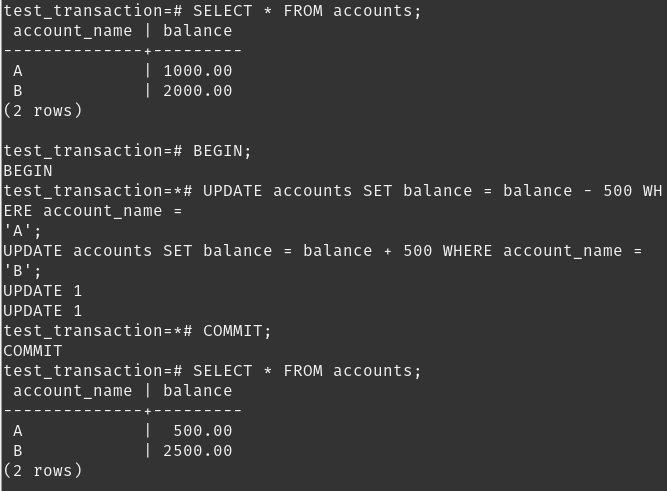 test_transaction=# SELECT * FROM accounts;
 account_name | balance
--------------+---------
 A            | 1000.00
 B            | 2000.00
(2 rows)

test_transaction=# BEGIN;
BEGIN
test_transaction=*# UPDATE accounts SET balance = balance - 500 WH
ERE account_name =
'A';
UPDATE accounts SET balance = balance + 500 WHERE account_name =
'B';
UPDATE 1
UPDATE 1
test_transaction=*# COMMIT;
COMMIT
test_transaction=# SELECT * FROM accounts;
 account_name | balance
--------------+---------
 A            |  500.00
 B            | 2500.00
(2 rows)